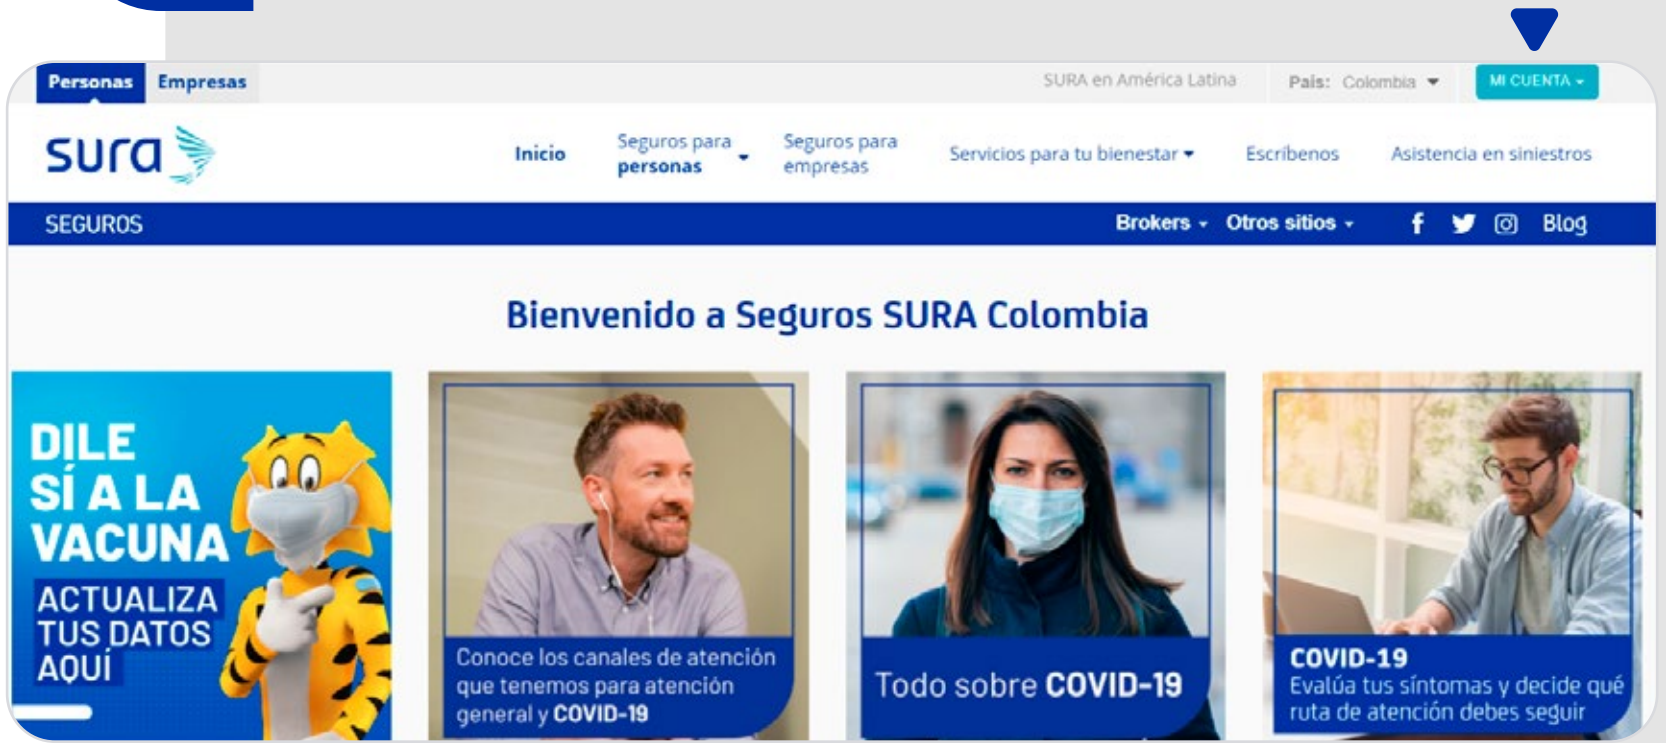 Personas Empresas SURA en América Latina País: Colombia MI CUENTA
sura
Inicio
Seguros para
personas
Seguros para
empresas
Servicios para tu bienestar
Escríbenos
Asistencia en siniestros
SEGUROS Brokers Otros sitios Blog
Bienvenido a Seguros SURA Colombia
DILE
SÍ A LA
VACUNA
ACTUALIZA
TUS DATOS
AQUÍ
Conoce los canales de atención
que tenemos para atención
general y COVID-19
Todo sobre COVID-19
COVID-19
Evalúa tus síntomas y decide qué
ruta de atención debes seguir